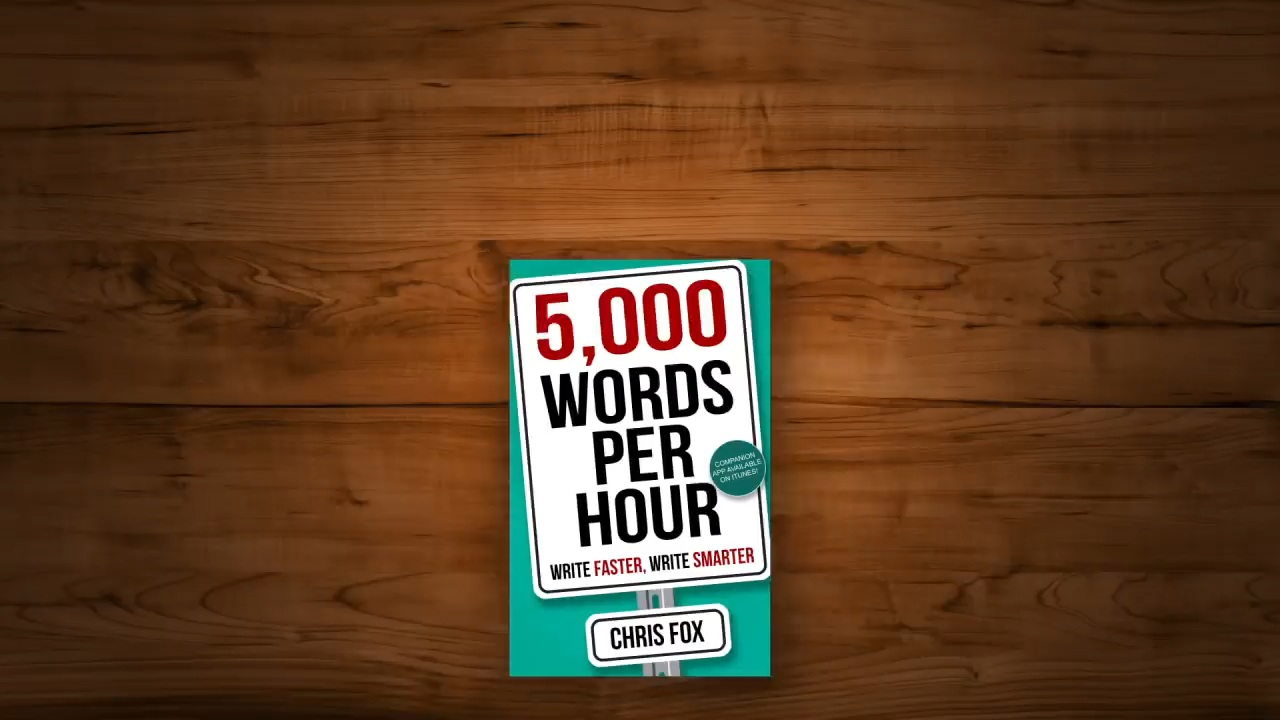 5,000
WORDS
PER
HOUR
COMPANION
APP AVAILABLE
ON ITUNES!
WRITE FASTER, WRITE SMARTER
CHRIS FOX